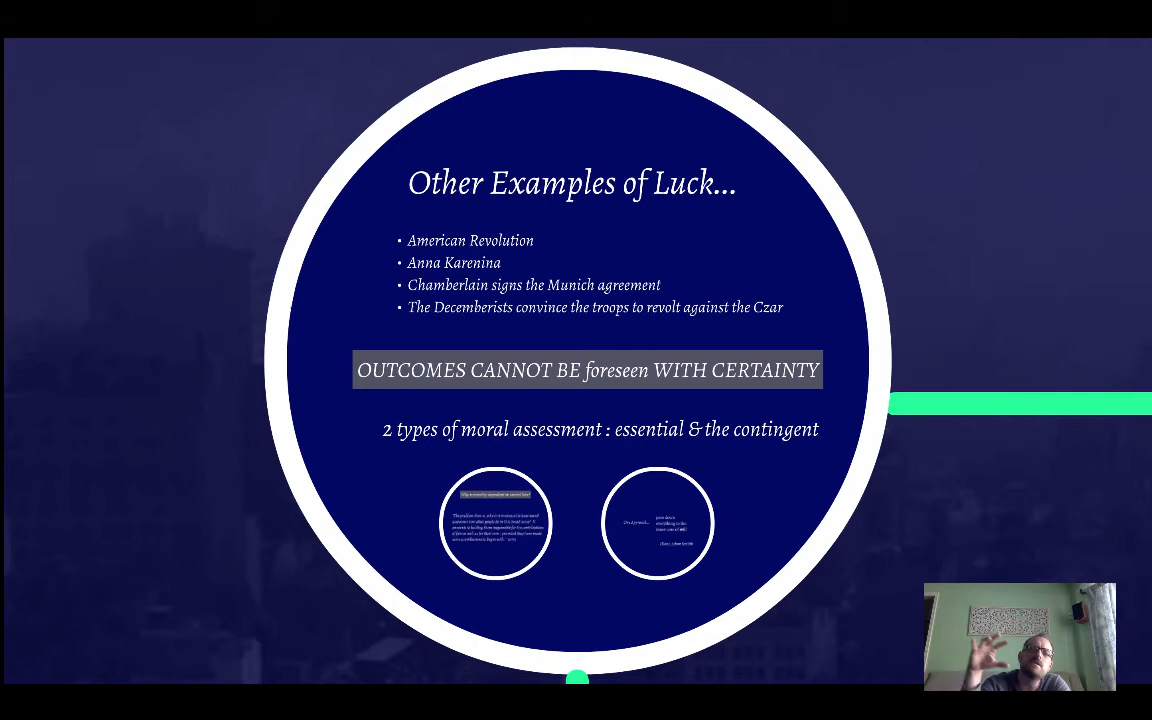 Other Examples of Luck...
• American Revolution
• Anna Karenina
• Chamberlain signs the Munich agreement
• The Decemberists convince the troops to revolt against the Czar
OUTCOMES CANNOT BE foreseen WITH CERTAINTY
2 types of moral assessment : essential & the contingent